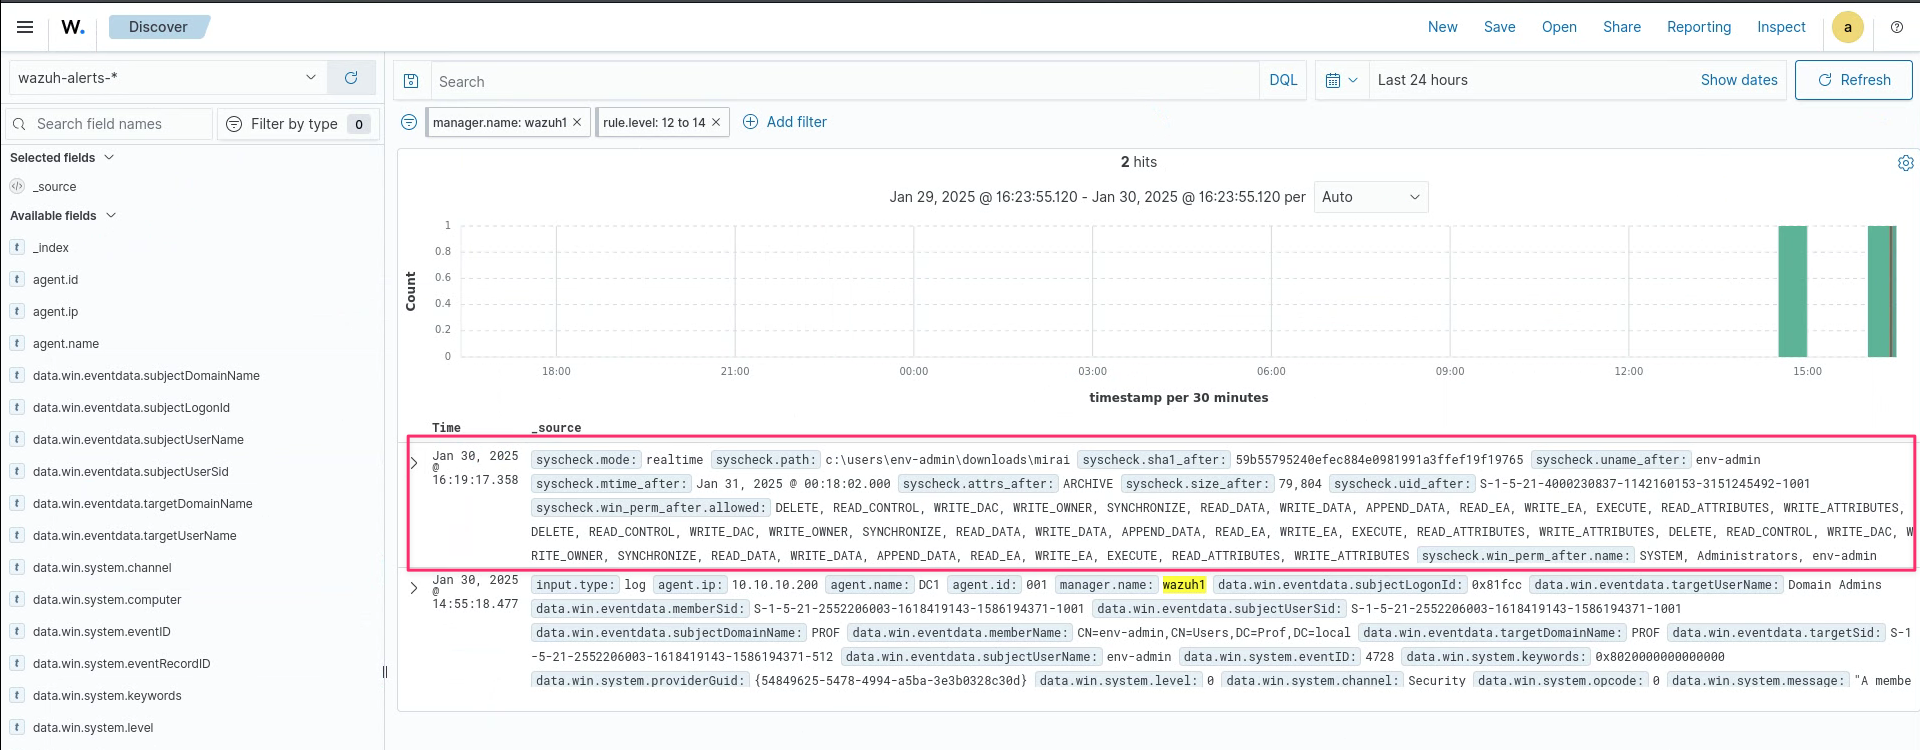 W.
Discover
New
Save
Open
Share
Reporting
Inspect
a
wazuh-alerts-*
Search
DQL
Last 24 hours
Show dates
Refresh
Search field names
Filter by type 0
manager.name: wazuh1 ×
rule.level: 12 to 14 ×
Add filter
Selected fields
_source
Available fields
t _index
t agent.id
t agent.ip
t agent.name
t data.win.eventdata.subjectDomainName
t data.win.eventdata.subjectLogonId
t data.win.eventdata.subjectUserName
t data.win.eventdata.subjectUserSid
t data.win.eventdata.targetDomainName
t data.win.eventdata.targetUserName
t data.win.system.channel
t data.win.system.computer
t data.win.system.eventID
t data.win.system.eventRecordID
t data.win.system.keywords
t data.win.system.level
2 hits
Jan 29, 2025 @ 16:23:55.120 - Jan 30, 2025 @ 16:23:55.120 per Auto
Count
1
0.8
0.6
0.4
0.2
0
18:00 21:00 00:00 03:00 06:00 09:00 12:00 15:00
timestamp per 30 minutes
Time _source
Jan 30, 2025
@
16:19:17.358
syscheck.mode: realtime syscheck.path: c:\users\env-admin\downloads\mirai syscheck.sha1_after: 59b55795240efec884e0981991a3ffef19f19765 syscheck.uname_after: env-admin
syscheck.mtime_after: Jan 31, 2025 @ 00:18:02.000 syscheck.attrs_after: ARCHIVE syscheck.size_after: 79,804 syscheck.uid_after: S-1-5-21-4000230837-1142160153-3151245492-1001
syscheck.win_perm_after.allowed: DELETE, READ_CONTROL, WRITE_DAC, WRITE_OWNER, SYNCHRONIZE, READ_DATA, WRITE_DATA, APPEND_DATA, READ_EA, WRITE_EA, EXECUTE, READ_ATTRIBUTES, WRITE_ATTRIBUTES,
DELETE, READ_CONTROL, WRITE_DAC, WRITE_OWNER, SYNCHRONIZE, READ_DATA, WRITE_DATA, APPEND_DATA, READ_EA, WRITE_EA, EXECUTE, READ_ATTRIBUTES, WRITE_ATTRIBUTES, DELETE, READ_CONTROL, WRITE_DAC, W
RITE_OWNER, SYNCHRONIZE, READ_DATA, WRITE_DATA, APPEND_DATA, READ_EA, WRITE_EA, EXECUTE, READ_ATTRIBUTES, WRITE_ATTRIBUTES syscheck.win_perm_after.name: SYSTEM, Administrators, env-admin
Jan 30, 2025
@
14:55:18.477
input.type: log agent.ip: 10.10.10.200 agent.name: DC1 agent.id: 001 manager.name: wazuh1 data.win.eventdata.subjectLogonId: 0x81fcc data.win.eventdata.targetUserName: Domain Admins
data.win.eventdata.memberSid: S-1-5-21-2552206003-1618419143-1586194371-1001 data.win.eventdata.subjectUserSid: S-1-5-21-2552206003-1618419143-1586194371-1001
data.win.eventdata.subjectDomainName: PROF data.win.eventdata.memberName: CN=env-admin,CN=Users,DC=Prof,DC=local data.win.eventdata.targetDomainName: PROF data.win.eventdata.targetSid: S-1
-5-21-2552206003-1618419143-1586194371-512 data.win.eventdata.subjectUserName: env-admin data.win.system.eventID: 4728 data.win.system.keywords: 0x8020000000000000
data.win.system.providerGuid: {54849625-5478-4994-a5ba-3e3b0328c30d} data.win.system.level: 0 data.win.system.channel: Security data.win.system.opcode: 0 data.win.system.message: "A membe